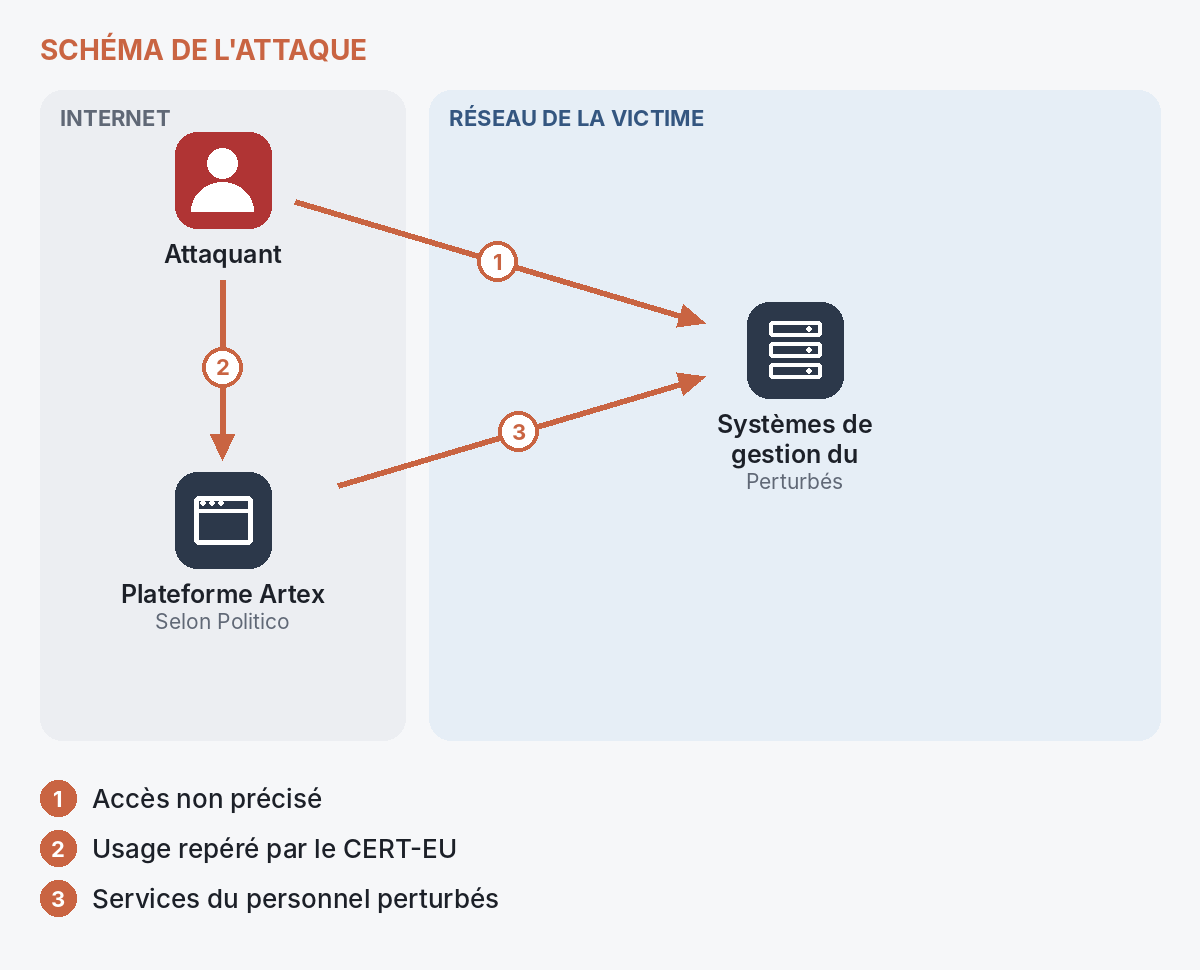 SCHÉMA DE L'ATTAQUE
INTERNET
RÉSEAU DE LA VICTIME
Attaquant
1
2
3
Systèmes de
gestion du
Perturbés
Plateforme Artex
Selon Politico
1 Accès non précisé
2 Usage repéré par le CERT-EU
3 Services du personnel perturbés